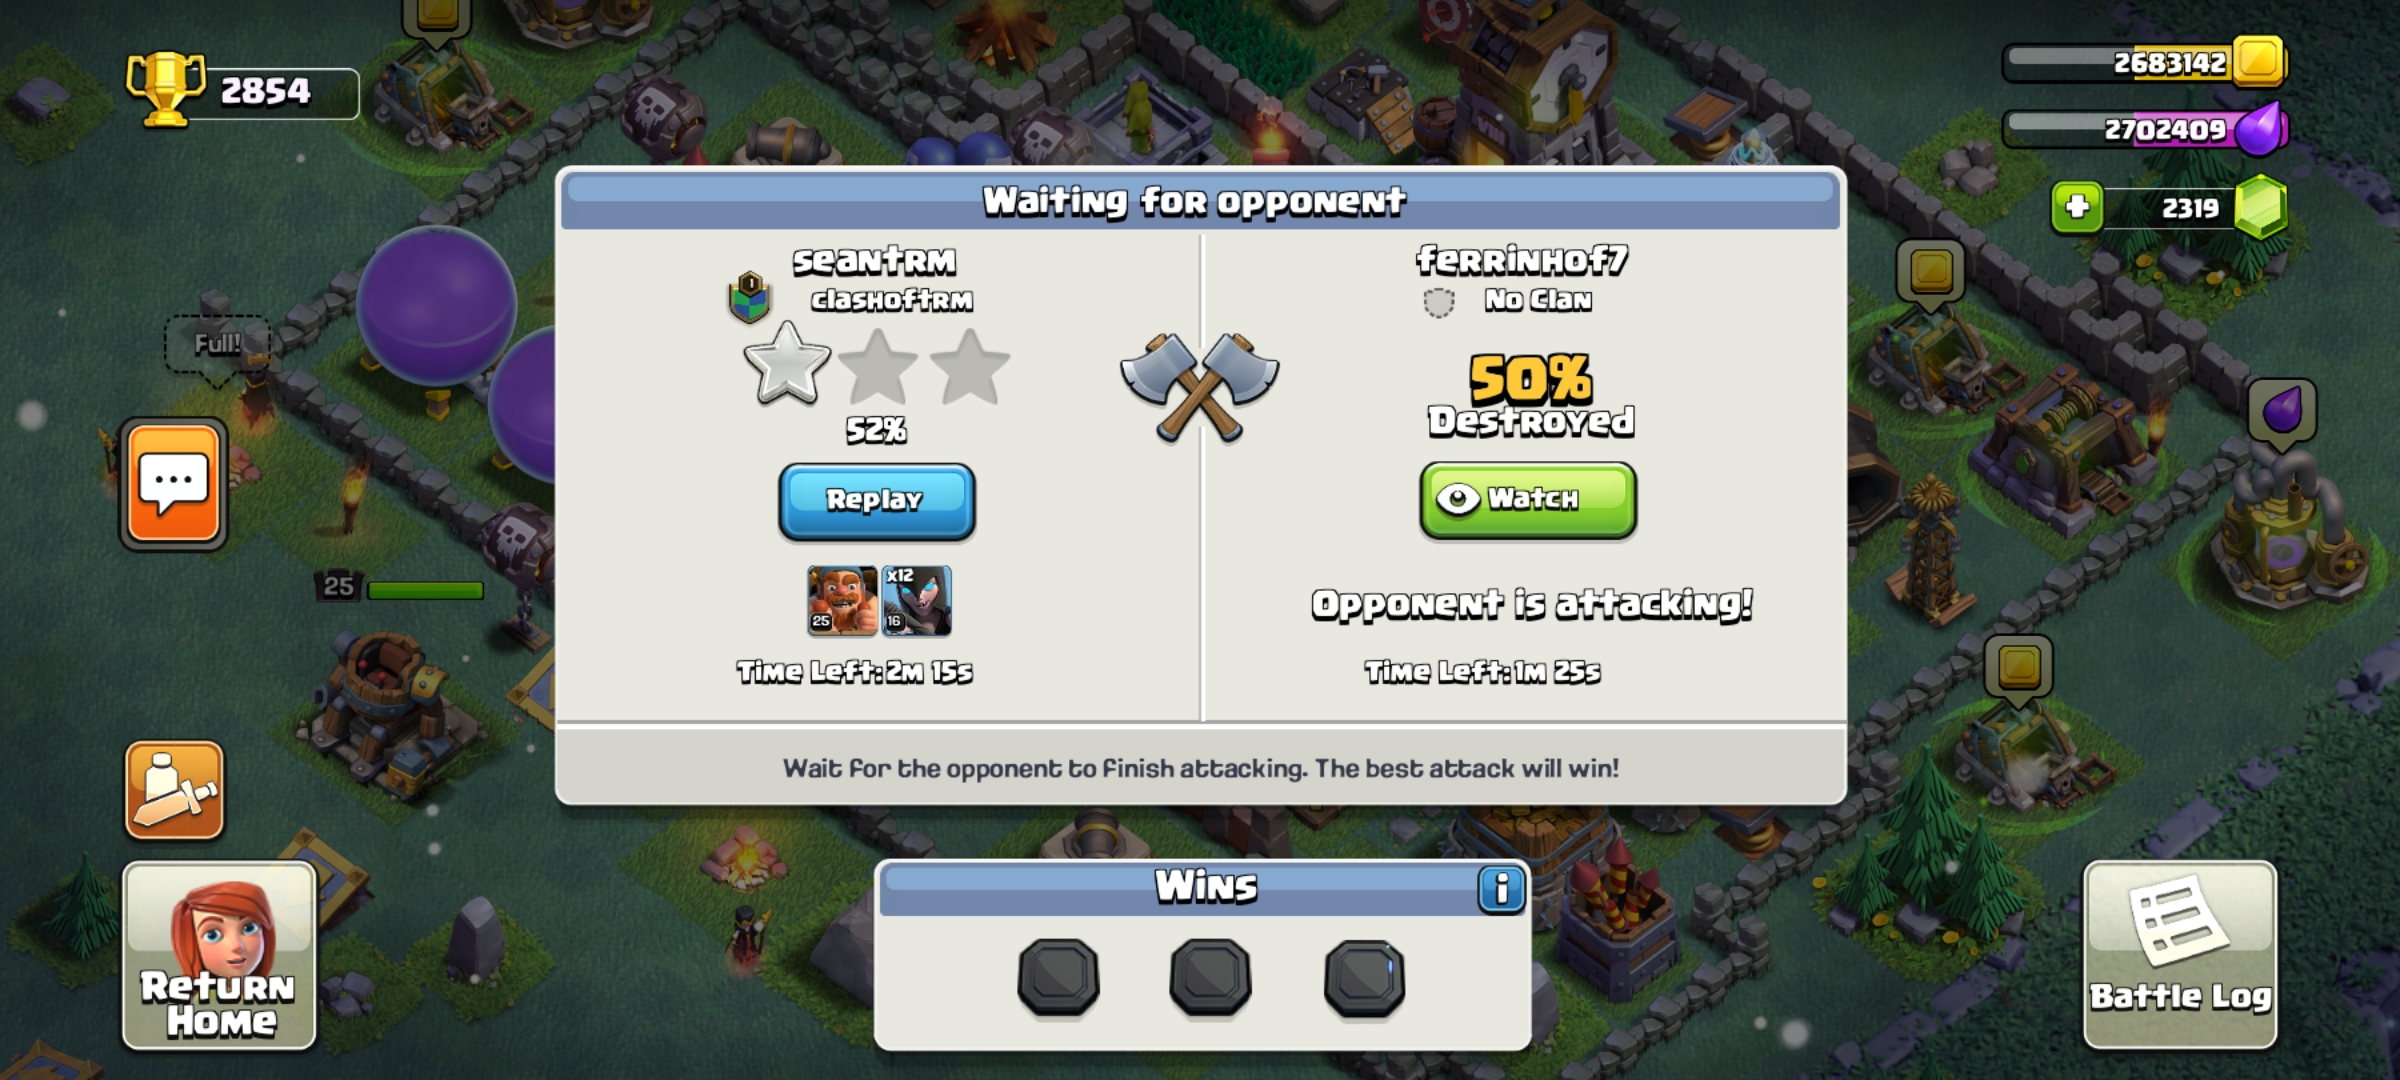 2854
2683142
2702409
2319
Waiting for opponent
seantrm
1
clashoftrm
52%
Replay
x12
25
16
Time Left:2m 15s
ferrinhof7
No Clan
50%
Destroyed
Watch
Opponent is attacking!
Time Left:1m 25s
Wait for the opponent to finish attacking. The best attack will win!
Full!
25
Wins
i
Return
Home
Battle Log